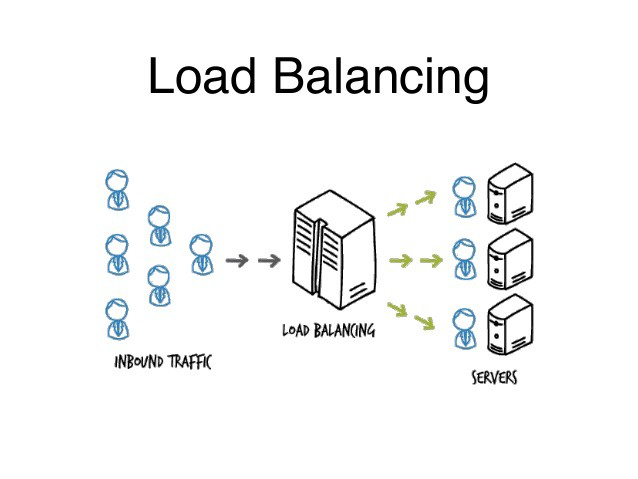 Load Balancing
LOAD BALANCING
INBOUND TRAFFIC
SERVERS